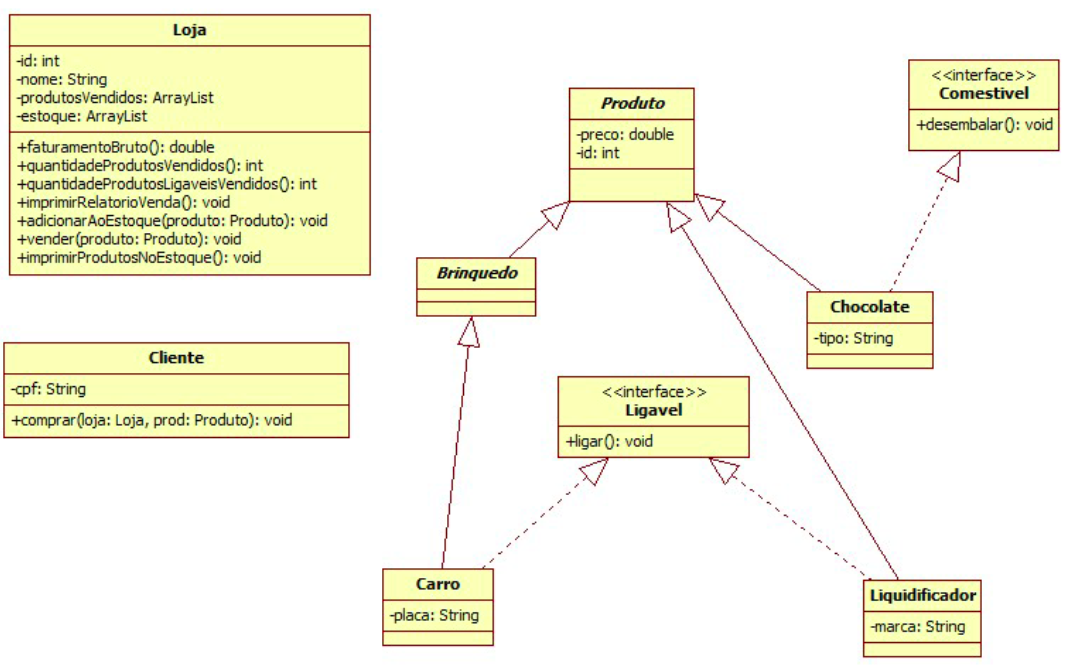 Loja
-id: int
-nome: String
-produtosVendidos: ArrayList
-estoque: ArrayList
+faturamentoBruto(): double
+quantidadeProdutosVendidos(): int
+quantidadeProdutosLigaveisVendidos(): int
+imprimirRelatorioVenda(): void
+adicionarAoEstoque(produto: Produto): void
+vender(produto: Produto): void
+imprimirProdutosNoEstoque(): void
Cliente
-cpf: String
+comprar(loja: Loja, prod: Produto): void
Produto
-preco: double
-id: int
<<interface>>
Comestivel
+desembalar(): void
Brinquedo
Chocolate
-tipo: String
<<interface>>
Ligavel
+ligar(): void
Carro
-placa: String
Liquidificador
-marca: String